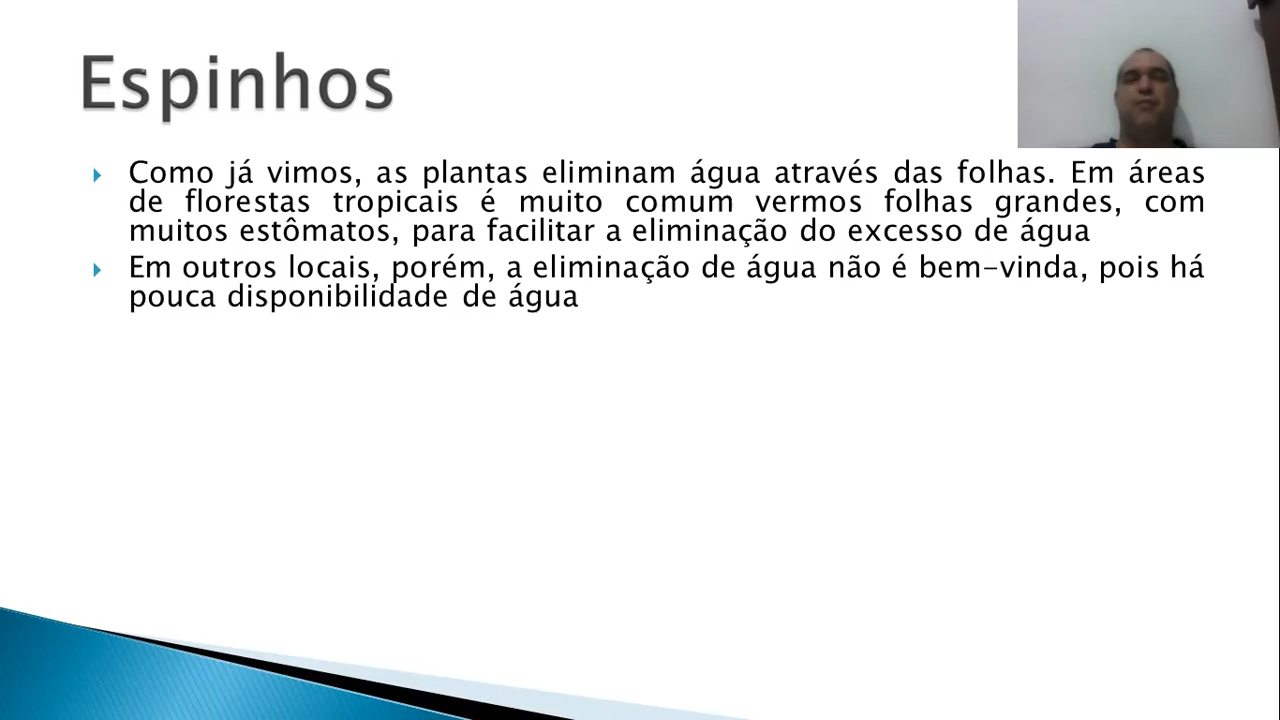 Espinhos
Como já vimos, as plantas eliminam água através das folhas. Em áreas
de florestas tropicais é muito comum vermos folhas grandes, com
muitos estômatos, para facilitar a eliminação do excesso de água
Em outros locais, porém, a eliminação de água não é bem-vinda, pois há
pouca disponibilidade de água